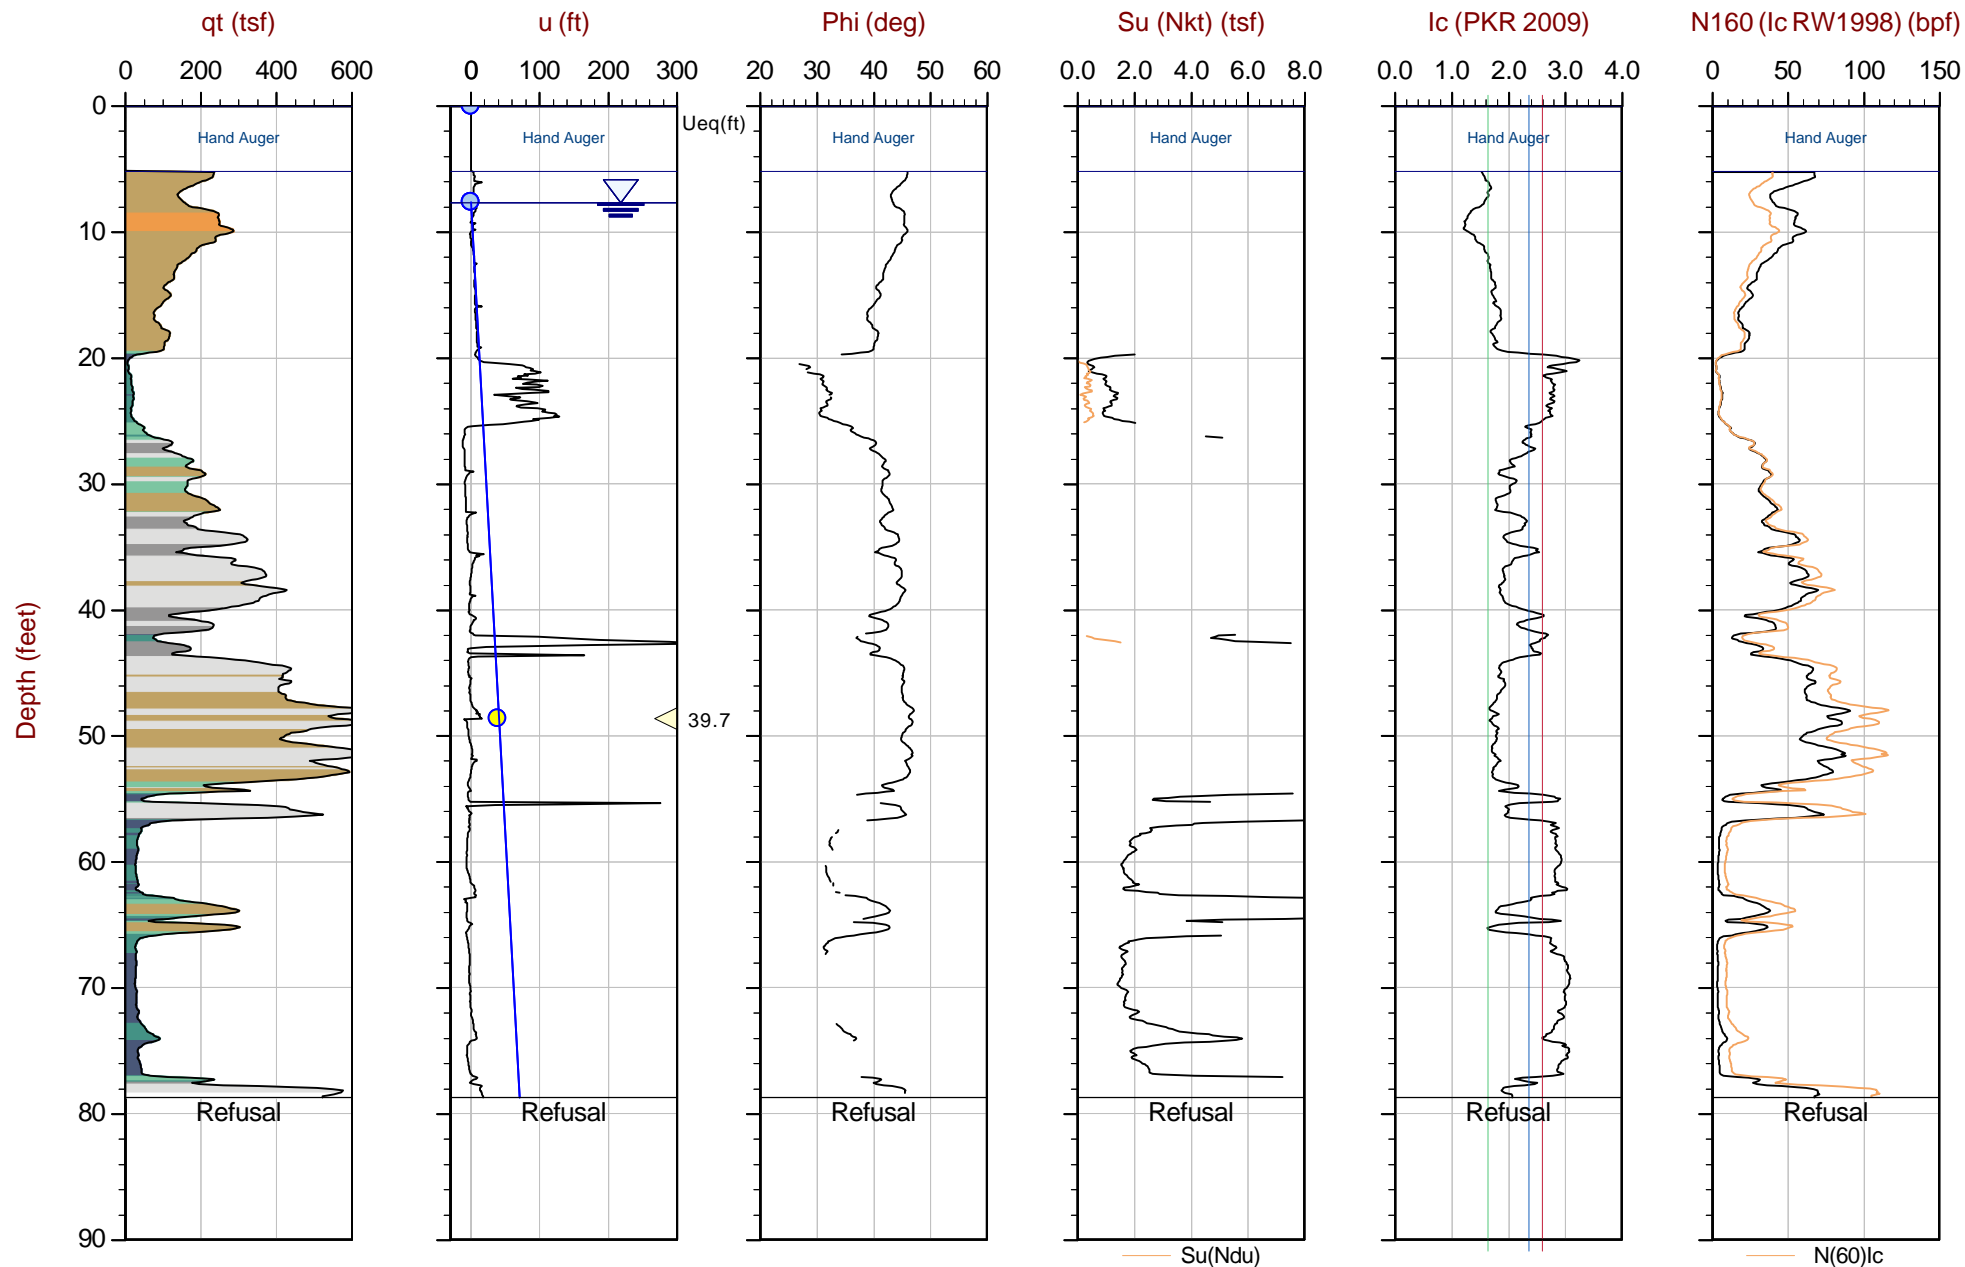 qt (tsf) u (ft) Phi (deg) Su (Nkt) (tsf) Ic (PKR 2009) N160 (Ic RW1998) (bpf)
0 200 400 600 0 100 200 300 20 30 40 50 60 0.0 2.0 4.0 6.0 8.0 0.0 1.0 2.0 3.0 4.0 0 50 100 150
0
Ueq(ft)
Hand Auger Hand Auger Hand Auger Hand Auger Hand Auger Hand Auger
10
20
30
40
Depth (feet)
39.7
50
60
70
80
Refusal Refusal Refusal Refusal Refusal Refusal
90
Su(Ndu) N(60)Ic